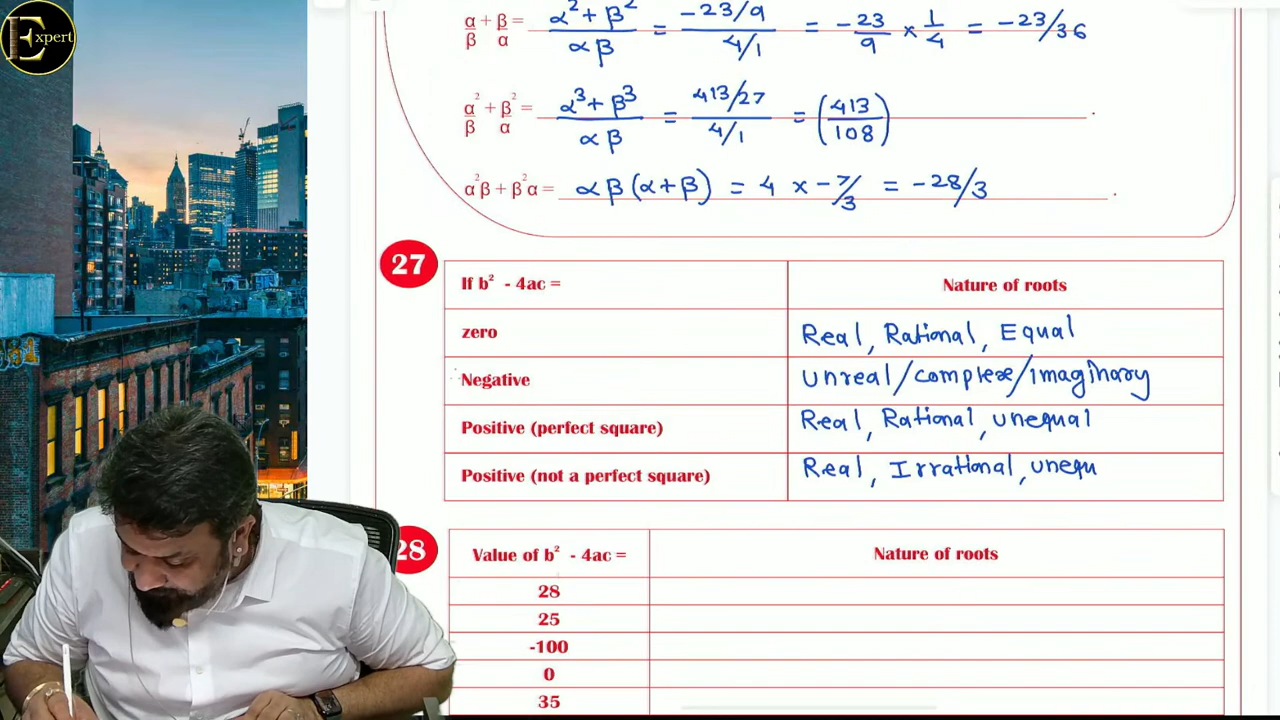 Expert
α/β + β/α = α² + β² / αβ = -23/9 / 4/1 = -23/9 × 1/4 = -23/36
α²/β + β²/α = α³ + β³ / αβ = 413/27 / 4/1 = (413/108)
α²β + β²α = αβ(α+β) = 4 × -7/3 = -28/3
27
If b² - 4ac = Nature of roots
zero Real, Rational, Equal
Negative unreal/complexe/imaginary
Positive (perfect square) Real, Rational, unequal
Positive (not a perfect square) Real, Irrational, unequ
28
Value of b² - 4ac = Nature of roots
28
25
-100
0
35